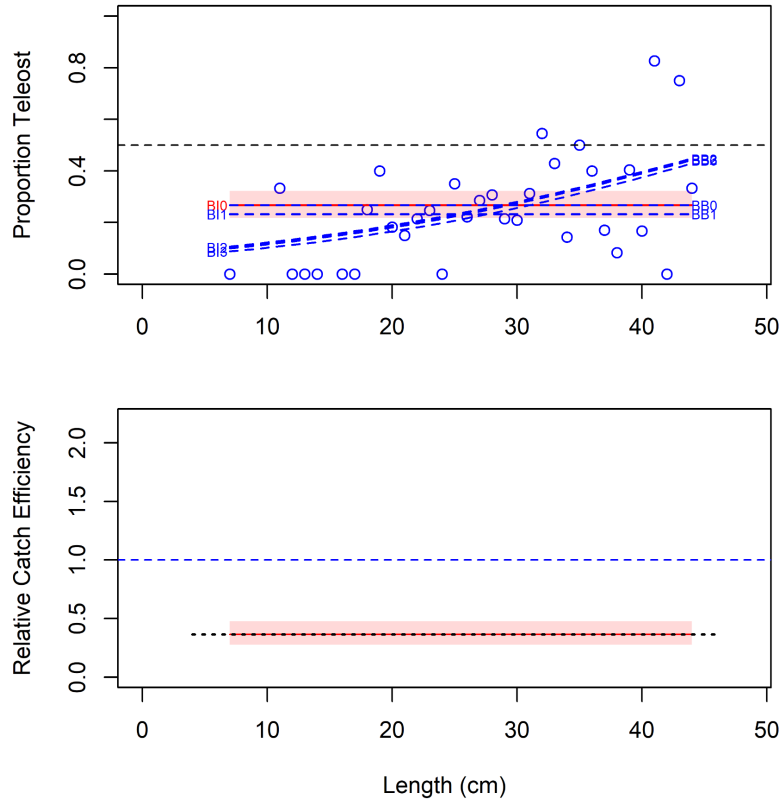 Proportion Teleost
0.8
0.4
0.0
BI0
BI1
BI2
BI3
BB0
BB1
0 10 20 30 40 50
Relative Catch Efficiency
2.0
1.5
1.0
0.5
0.0
0 10 20 30 40 50
Length (cm)